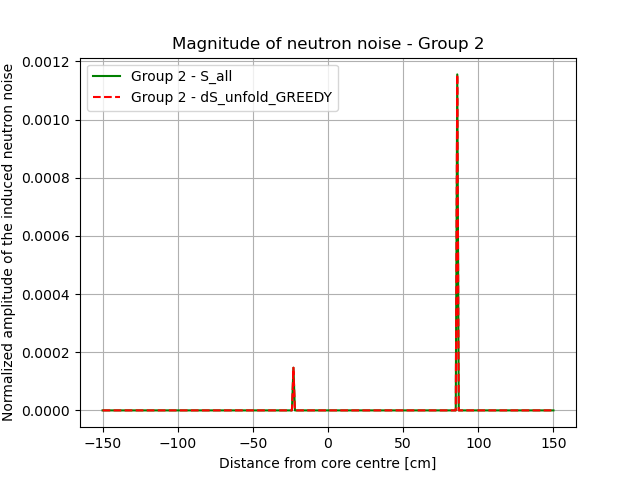 Magnitude of neutron noise - Group 2
Group 2 - S_all
Group 2 - dS_unfold_GREEDY
Normalized amplitude of the induced neutron noise
0.0012
0.0010
0.0008
0.0006
0.0004
0.0002
0.0000
−150 −100 −50 0 50 100 150
Distance from core centre [cm]